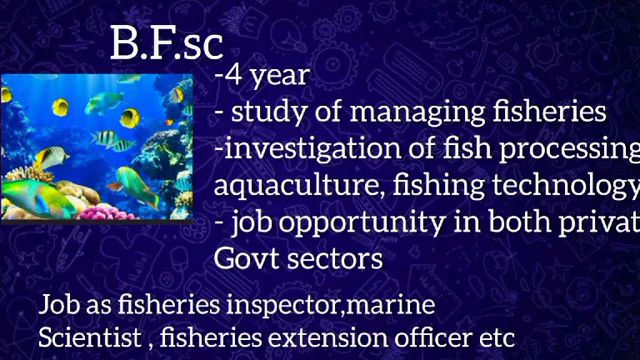 B.F.sc
-4 year
- study of managing fisheries
-investigation of fish processing
aquaculture, fishing technology
- job opportunity in both privat
Govt sectors
Job as fisheries inspector,marine
Scientist , fisheries extension officer etc